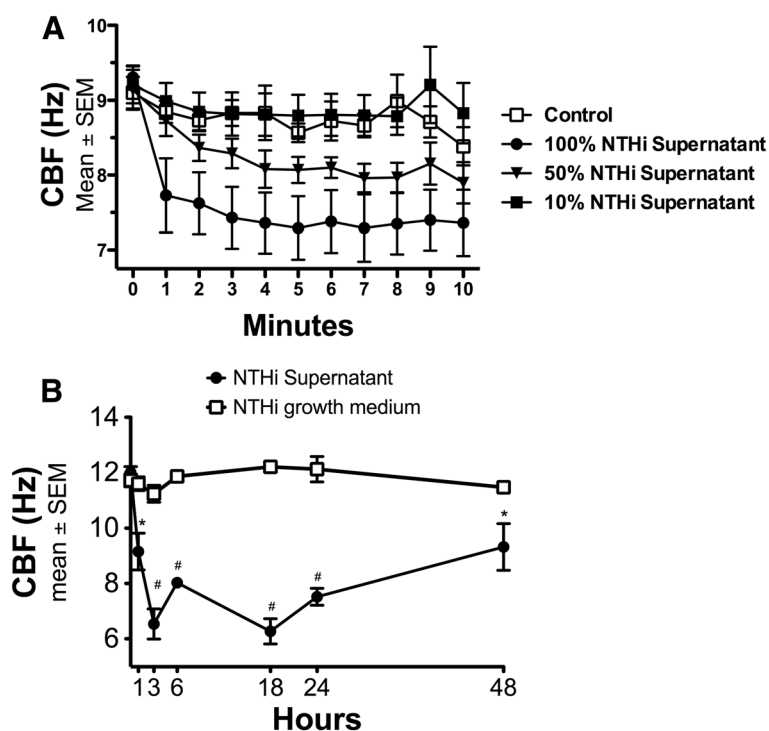 A
10
9
8
7
CBF (Hz)
Mean ± SEM
0 1 2 3 4 5 6 7 8 9 10
Minutes
Control
100% NTHi Supernatant
50% NTHi Supernatant
10% NTHi Supernatant
B
NTHi Supernatant
NTHi growth medium
14
12
10
8
6
CBF (Hz)
mean ± SEM
* # # # # *
1 3 6 18 24 48
Hours